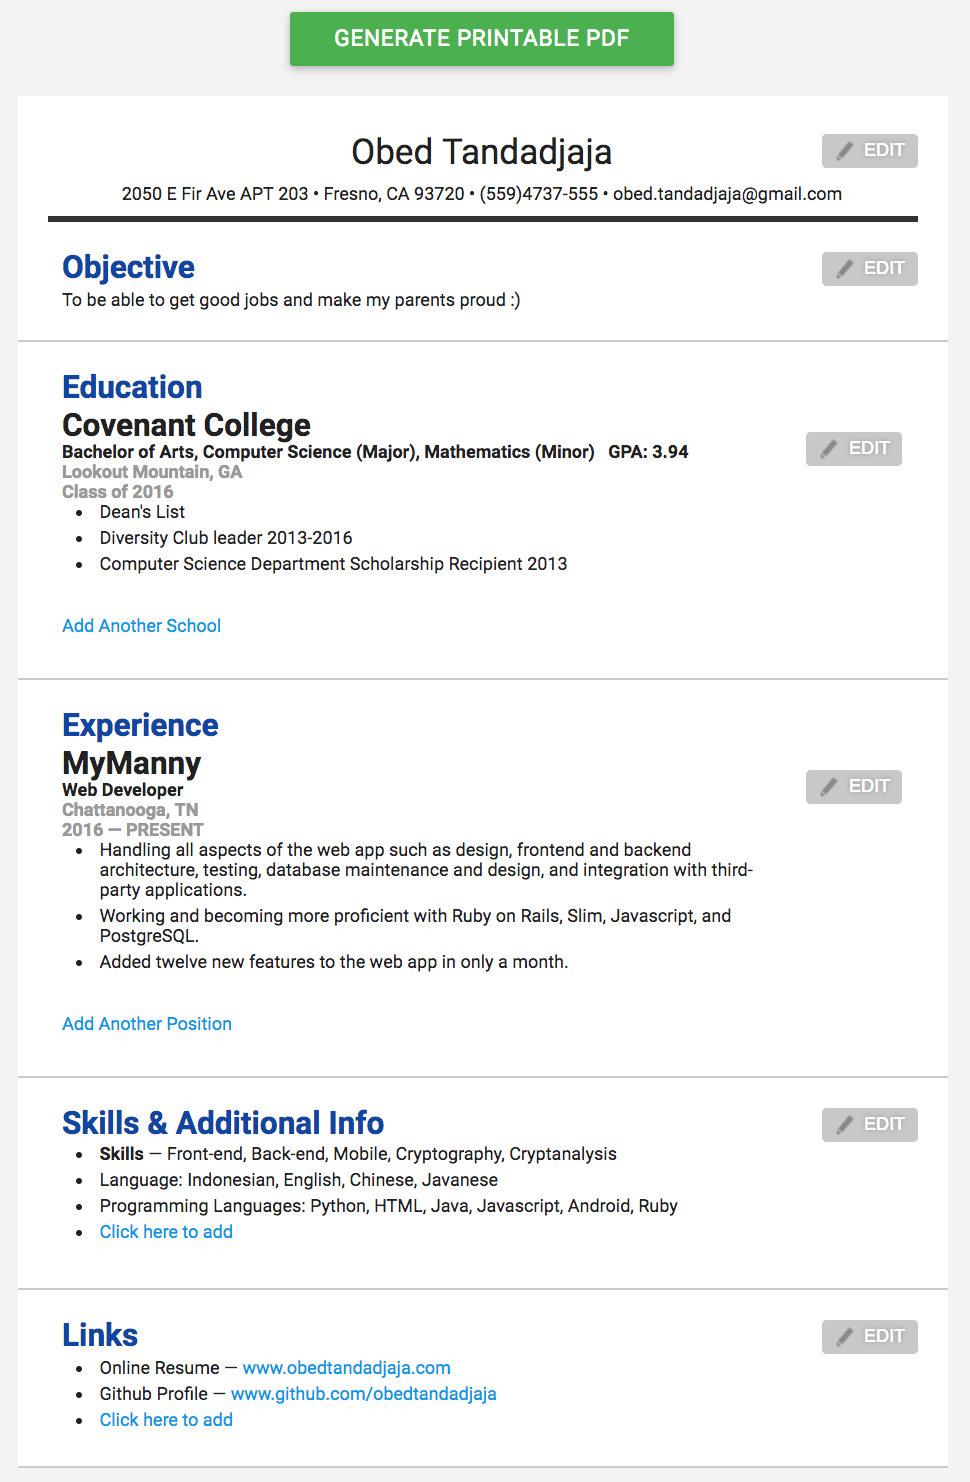 GENERATE PRINTABLE PDF
Obed Tandadjaja
EDIT
2050 E Fir Ave APT 203 • Fresno, CA 93720 • (559)4737-555 • obed.tandadjaja@gmail.com
Objective
EDIT
To be able to get good jobs and make my parents proud :)
Education
Covenant College
Bachelor of Arts, Computer Science (Major), Mathematics (Minor) GPA: 3.94
EDIT
Lookout Mountain, GA
Class of 2016
• Dean's List
• Diversity Club leader 2013-2016
• Computer Science Department Scholarship Recipient 2013
Add Another School
Experience
MyManny
Web Developer
EDIT
Chattanooga, TN
2016 — PRESENT
• Handling all aspects of the web app such as design, frontend and backend
architecture, testing, database maintenance and design, and integration with third-
party applications.
• Working and becoming more proficient with Ruby on Rails, Slim, Javascript, and
PostgreSQL.
• Added twelve new features to the web app in only a month.
Add Another Position
Skills & Additional Info
EDIT
• Skills — Front-end, Back-end, Mobile, Cryptography, Cryptanalysis
• Language: Indonesian, English, Chinese, Javanese
• Programming Languages: Python, HTML, Java, Javascript, Android, Ruby
• Click here to add
Links
EDIT
• Online Resume — www.obedtandadjaja.com
• Github Profile — www.github.com/obedtandadjaja
• Click here to add